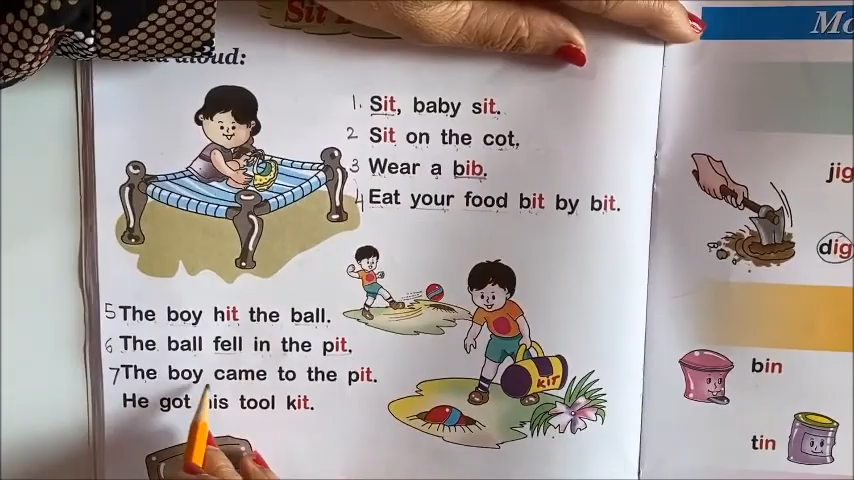 Sit
aloud:
1. Sit, baby sit.
2 Sit on the cot.
3 Wear a bib.
4 Eat your food bit by bit.
5 The boy hit the ball.
6 The ball fell in the pit.
7 The boy came to the pit.
He got his tool kit.
KIT
Mo
jig
dig
bin
tin